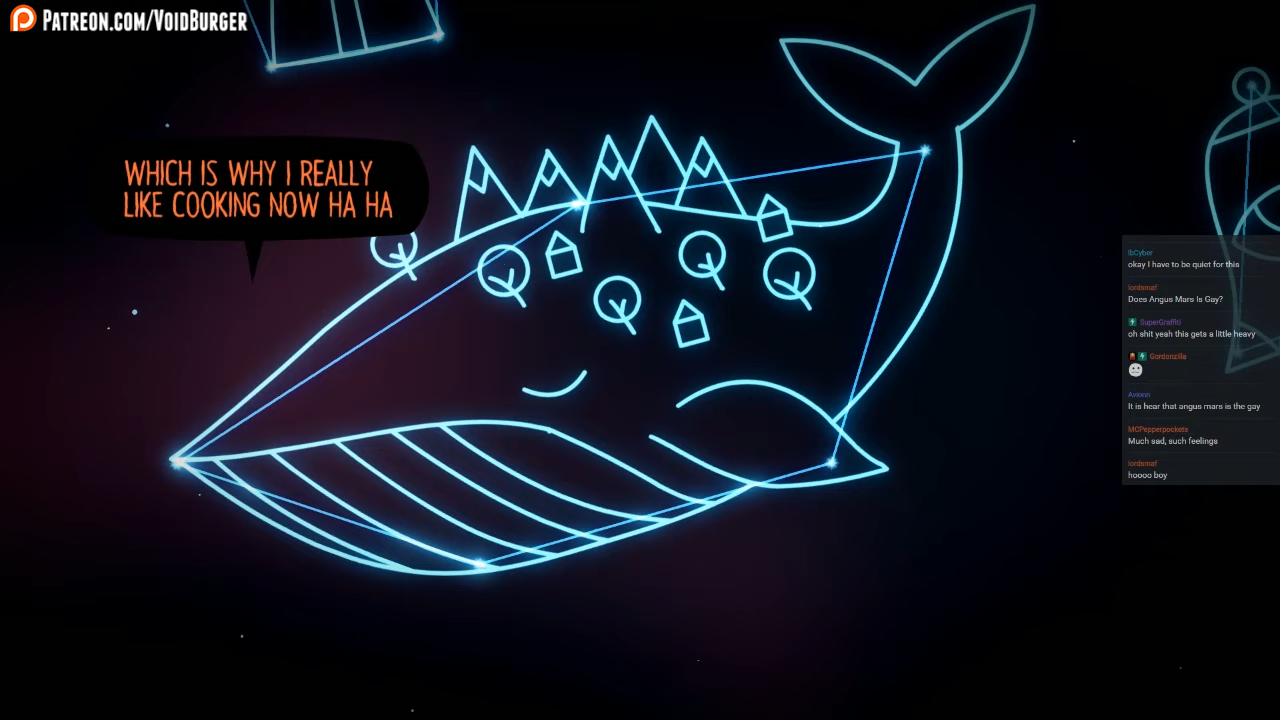 Patreon.com/VoidBurger
WHICH IS WHY I REALLY
LIKE COOKING NOW HA HA
IbCyber
okay I have to be quiet for this
lordsmaf
Does Angus Mars Is Gay?
SuperGraffiti
oh shit yeah this gets a little heavy
Gordonzilla
Avionn
It is hear that angus mars is the gay
MCPepperpockets
Much sad, such feelings
lordsmaf
hoooo boy